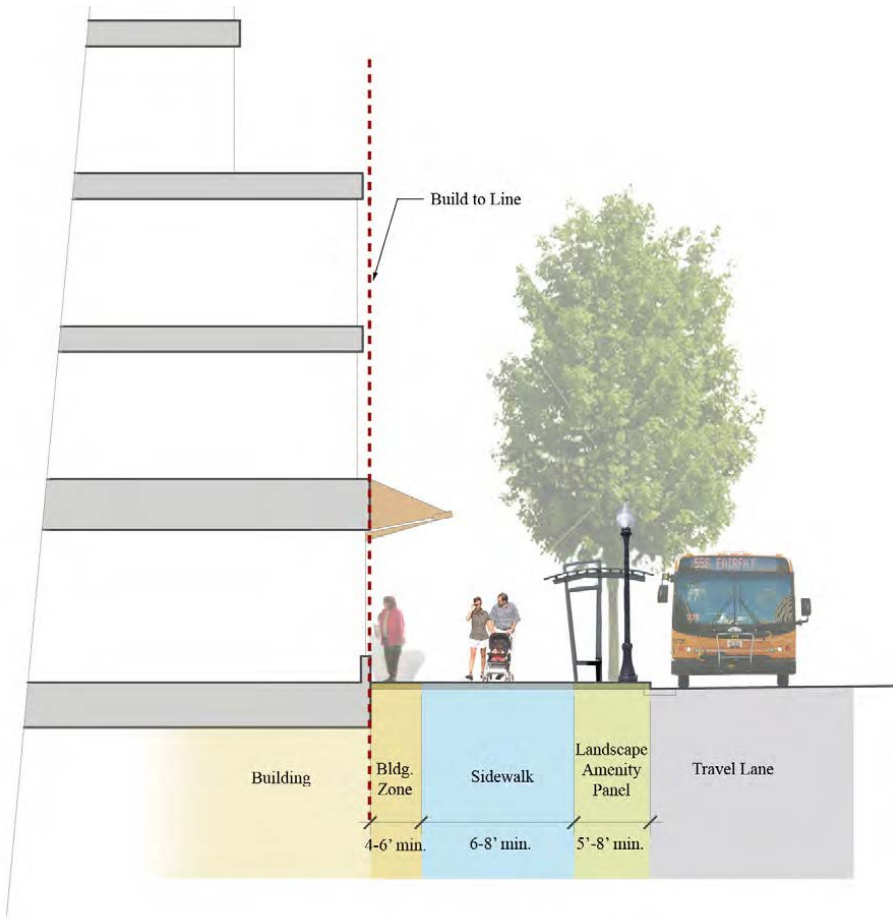 Build to Line
556 FAIRFAX
Building
Bldg.
Zone
Sidewalk
Landscape
Amenity
Panel
Travel Lane
4-6' min.
6-8' min.
5'-8' min.